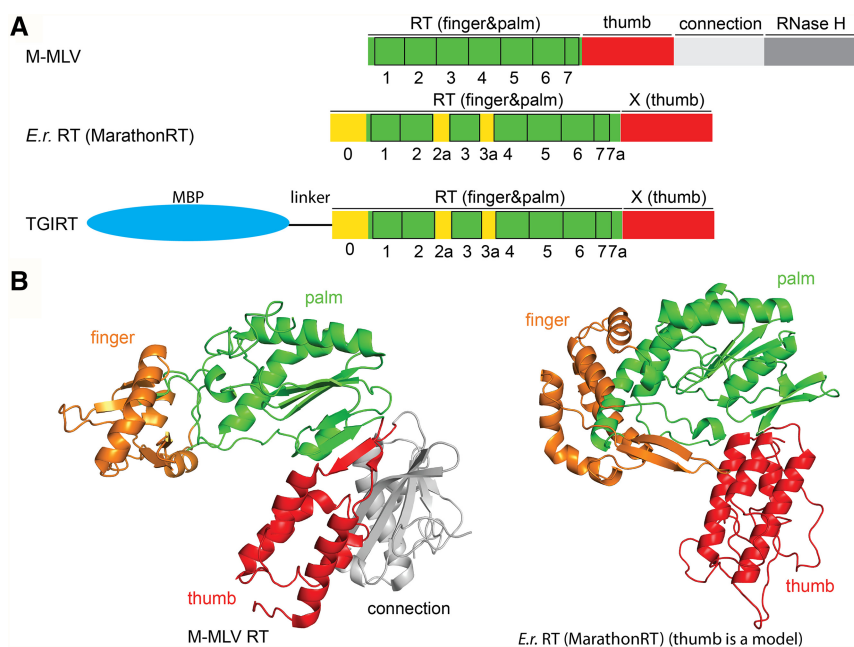 A
RT (finger&palm) thumb connection RNase H
M-MLV
1 2 3 4 5 6 7
RT (finger&palm) X (thumb)
E.r. RT (MarathonRT)
0 1 2 2a 3 3a 4 5 6 7 7a
MBP linker RT (finger&palm) X (thumb)
TGIRT
0 1 2 2a 3 3a 4 5 6 7 7a
B
palm
finger
thumb
connection
M-MLV RT
palm
finger
thumb
E.r. RT (MarathonRT) (thumb is a model)